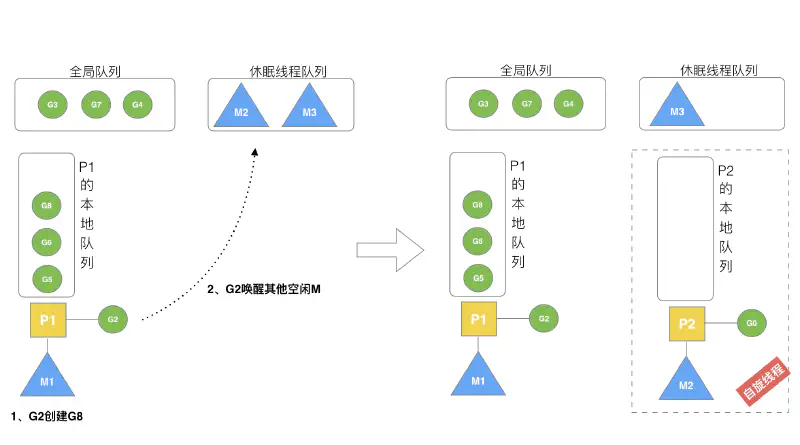 全局队列
休眠线程队列
G3
G7
G4
M2
M3
P1的本地队列
G8
G6
G5
P1
G2
M1
1、G2创建G8
2、G2唤醒其他空闲M
全局队列
休眠线程队列
G3
G7
G4
M3
P1的本地队列
G8
G6
G5
P1
G2
M1
P2的本地队列
P2
G0
M2
自旋线程